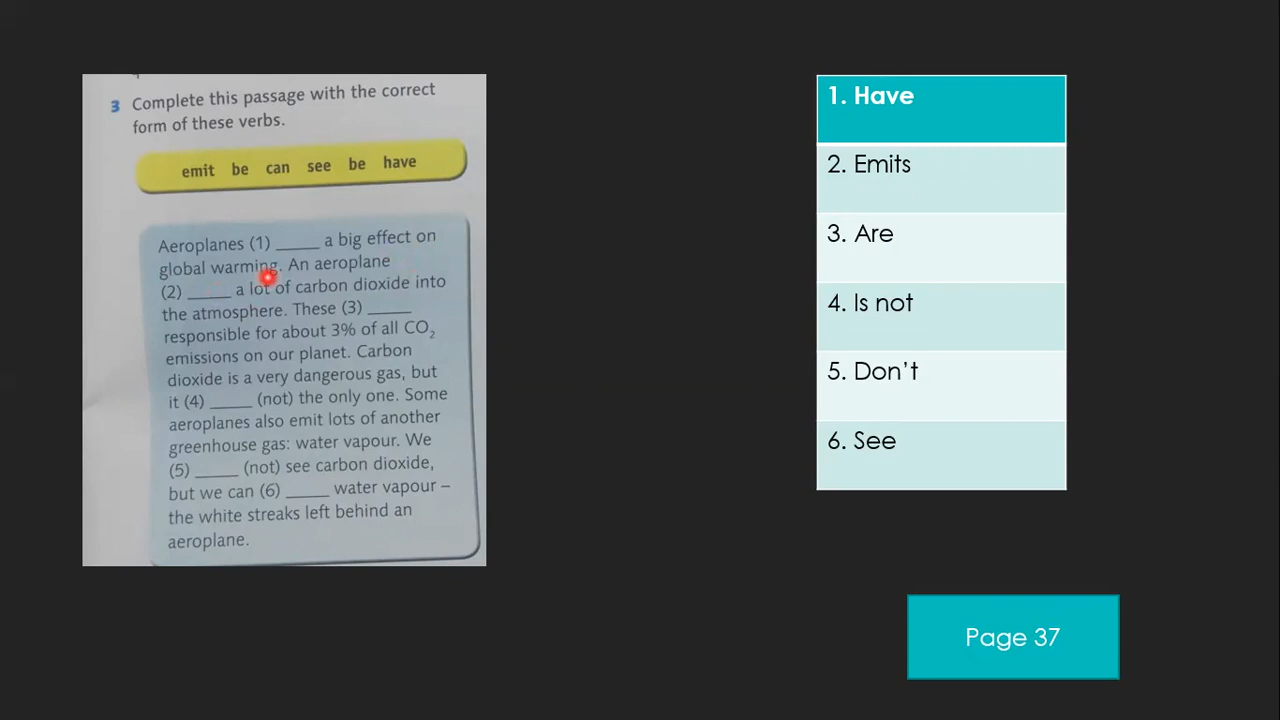 3 Complete this passage with the correct
form of these verbs.
emit be can see be have
Aeroplanes (1) _____ a big effect on
global warming. An aeroplane
(2) _____ a lot of carbon dioxide into
the atmosphere. These (3) _____
responsible for about 3% of all CO₂
emissions on our planet. Carbon
dioxide is a very dangerous gas, but
it (4) _____ (not) the only one. Some
aeroplanes also emit lots of another
greenhouse gas: water vapour. We
(5) _____ (not) see carbon dioxide,
but we can (6) _____ water vapour –
the white streaks left behind an
aeroplane.
1. Have
2. Emits
3. Are
4. Is not
5. Don’t
6. See
Page 37